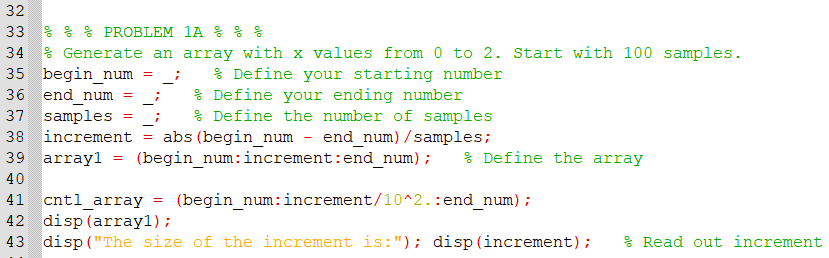 32
33 % % % PROBLEM 1A % % %
34 % Generate an array with x values from 0 to 2. Start with 100 samples.
35 begin_num = _;   % Define your starting number
36 end_num = _;   % Define your ending number
37 samples = _;   % Define the number of samples
38 increment = abs(begin_num - end_num)/samples;
39 array1 = (begin_num:increment:end_num);   % Define the array
40
41 cntl_array = (begin_num:increment/10^2.:end_num);
42 disp(array1);
43 disp("The size of the increment is:"); disp(increment);   % Read out increment